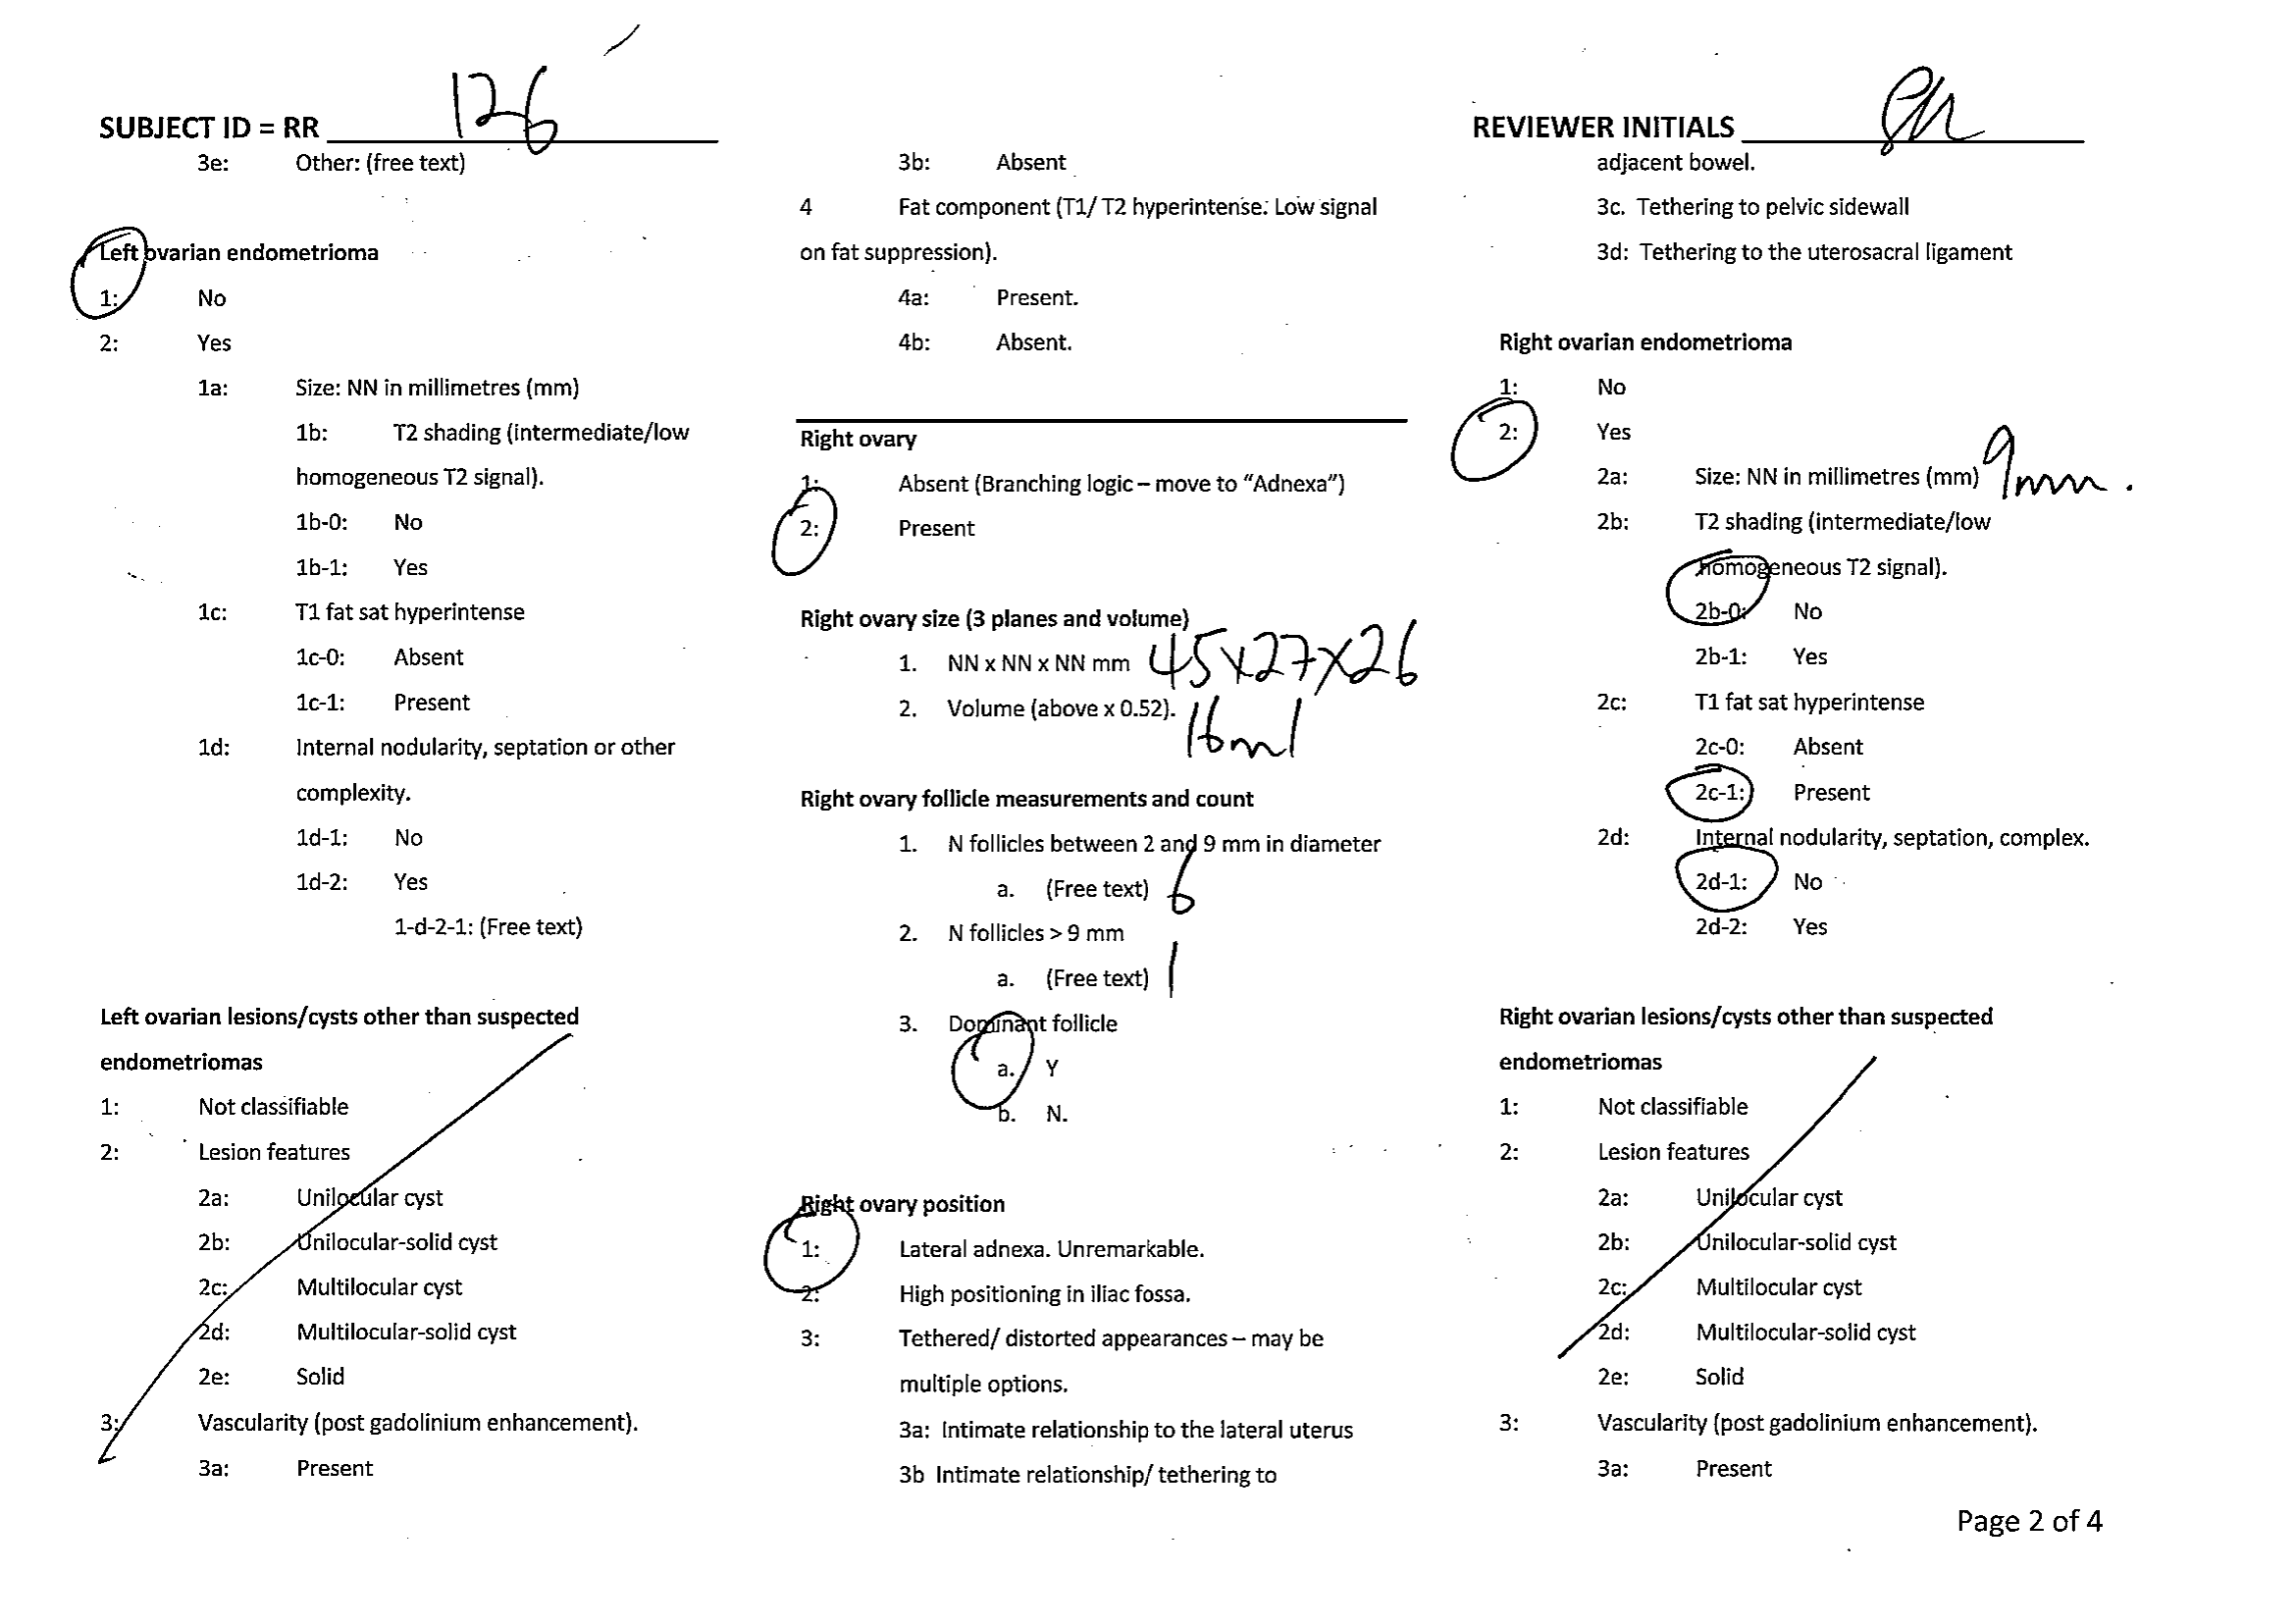 SUBJECT ID = RR 126
REVIEWER INITIALS
3e: Other: (free text)
Left ovarian endometrioma
1: No
2: Yes
1a: Size: NN in millimetres (mm)
1b: T2 shading (intermediate/low
homogeneous T2 signal).
1b-0: No
1b-1: Yes
1c: T1 fat sat hyperintense
1c-0: Absent
1c-1: Present
1d: Internal nodularity, septation or other
complexity.
1d-1: No
1d-2: Yes
1-d-2-1: (Free text)
Left ovarian lesions/cysts other than suspected
endometriomas
1: Not classifiable
2: Lesion features
2a: Unilocular cyst
2b: Unilocular-solid cyst
2c: Multilocular cyst
2d: Multilocular-solid cyst
2e: Solid
3: Vascularity (post gadolinium enhancement).
3a: Present
3b: Absent
4 Fat component (T1/ T2 hyperintense. Low signal
on fat suppression).
4a: Present.
4b: Absent.
Right ovary
1: Absent (Branching logic – move to “Adnexa”)
2: Present
Right ovary size (3 planes and volume)
1. NN x NN x NN mm 45x27x26
2. Volume (above x 0.52). 16ml
Right ovary follicle measurements and count
1. N follicles between 2 and 9 mm in diameter
a. (Free text) 6
2. N follicles > 9 mm
a. (Free text) 1
3. Dominant follicle
a. Y
b. N.
Right ovary position
1: Lateral adnexa. Unremarkable.
2: High positioning in iliac fossa.
3: Tethered/ distorted appearances – may be
multiple options.
3a: Intimate relationship to the lateral uterus
3b Intimate relationship/ tethering to
adjacent bowel.
3c. Tethering to pelvic sidewall
3d: Tethering to the uterosacral ligament
Right ovarian endometrioma
1: No
2: Yes
2a: Size: NN in millimetres (mm) 9mm.
2b: T2 shading (intermediate/low
homogeneous T2 signal).
2b-0: No
2b-1: Yes
2c: T1 fat sat hyperintense
2c-0: Absent
2c-1: Present
2d: Internal nodularity, septation, complex.
2d-1: No
2d-2: Yes
Right ovarian lesions/cysts other than suspected
endometriomas
1: Not classifiable
2: Lesion features
2a: Unilocular cyst
2b: Unilocular-solid cyst
2c: Multilocular cyst
2d: Multilocular-solid cyst
2e: Solid
3: Vascularity (post gadolinium enhancement).
3a: Present
Page 2 of 4